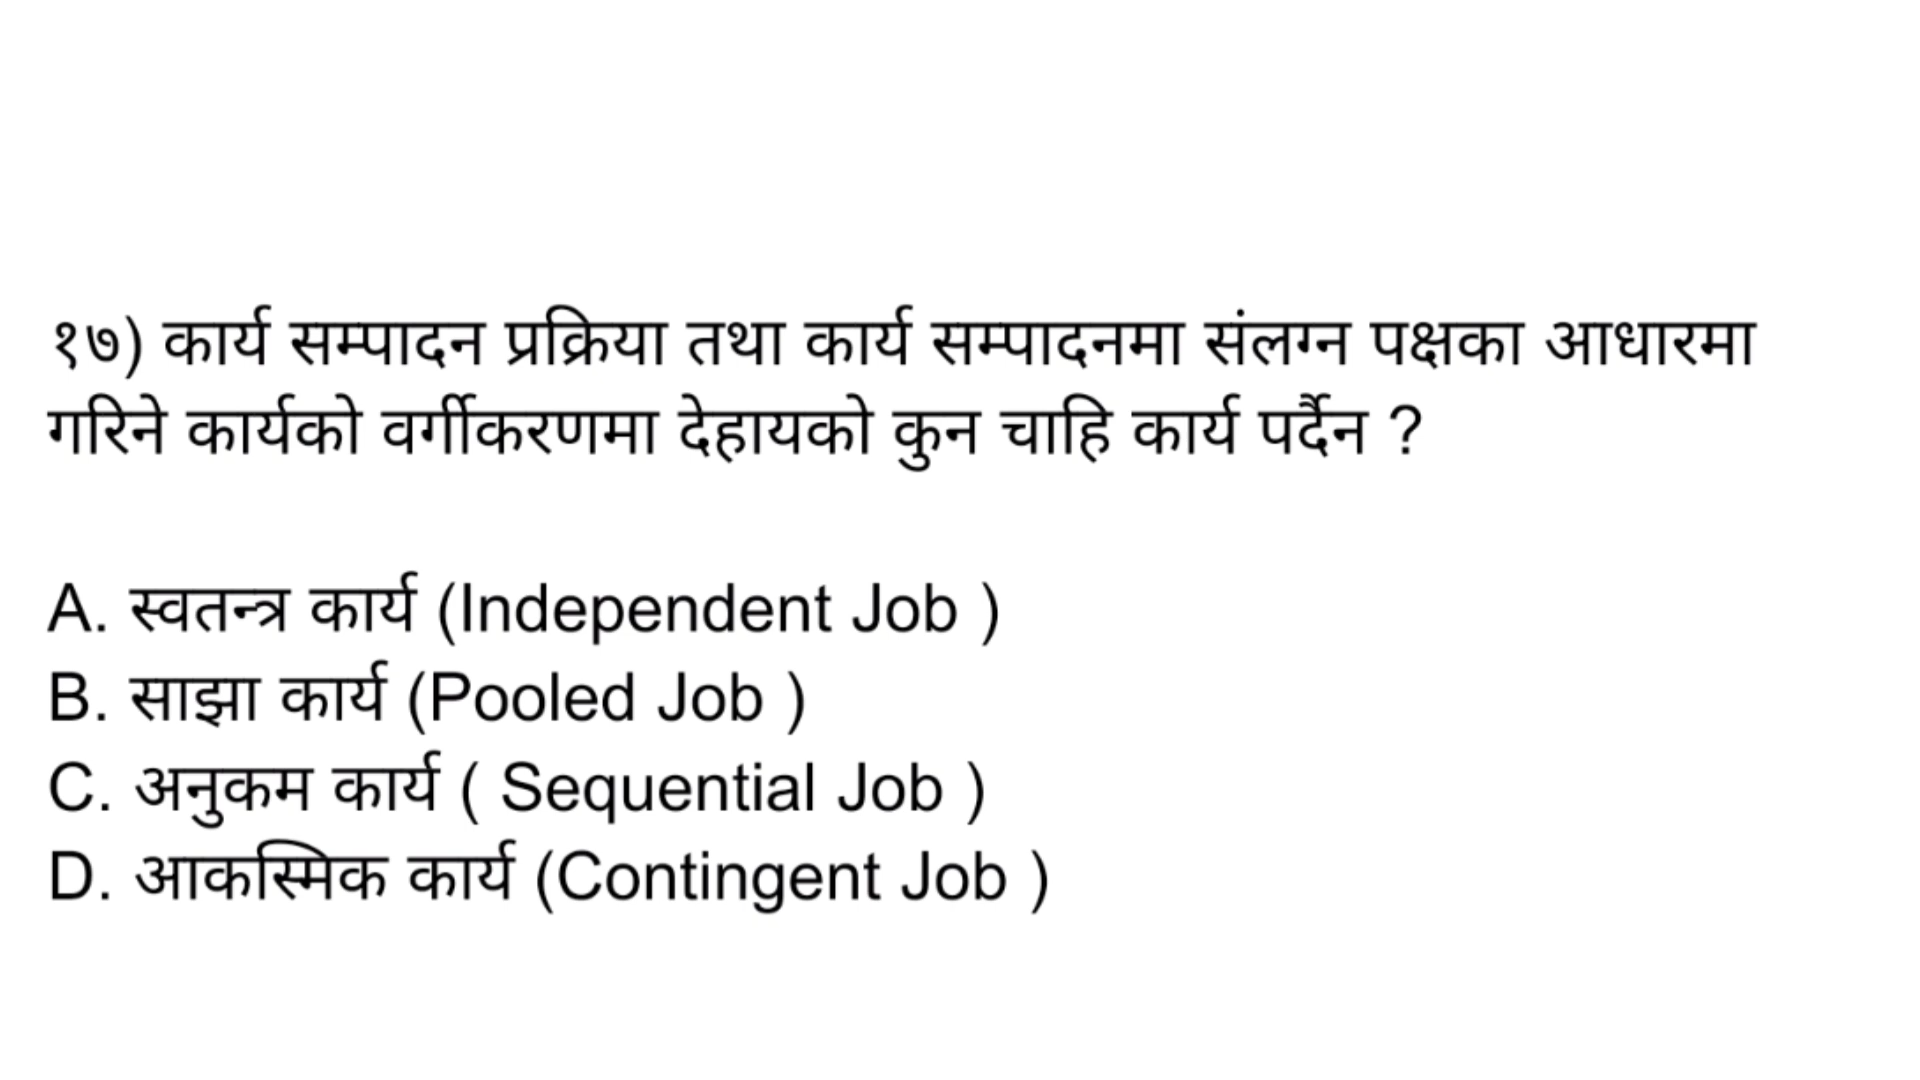 १७) कार्य सम्पादन प्रक्रिया तथा कार्य सम्पादनमा संलग्न पक्षका आधारमा
गरिने कार्यको वर्गीकरणमा देहायको कुन चाहि कार्य पर्दैन ?
A. स्वतन्त्र कार्य (Independent Job )
B. साझा कार्य (Pooled Job )
C. अनुकम कार्य ( Sequential Job )
D. आकस्मिक कार्य (Contingent Job )